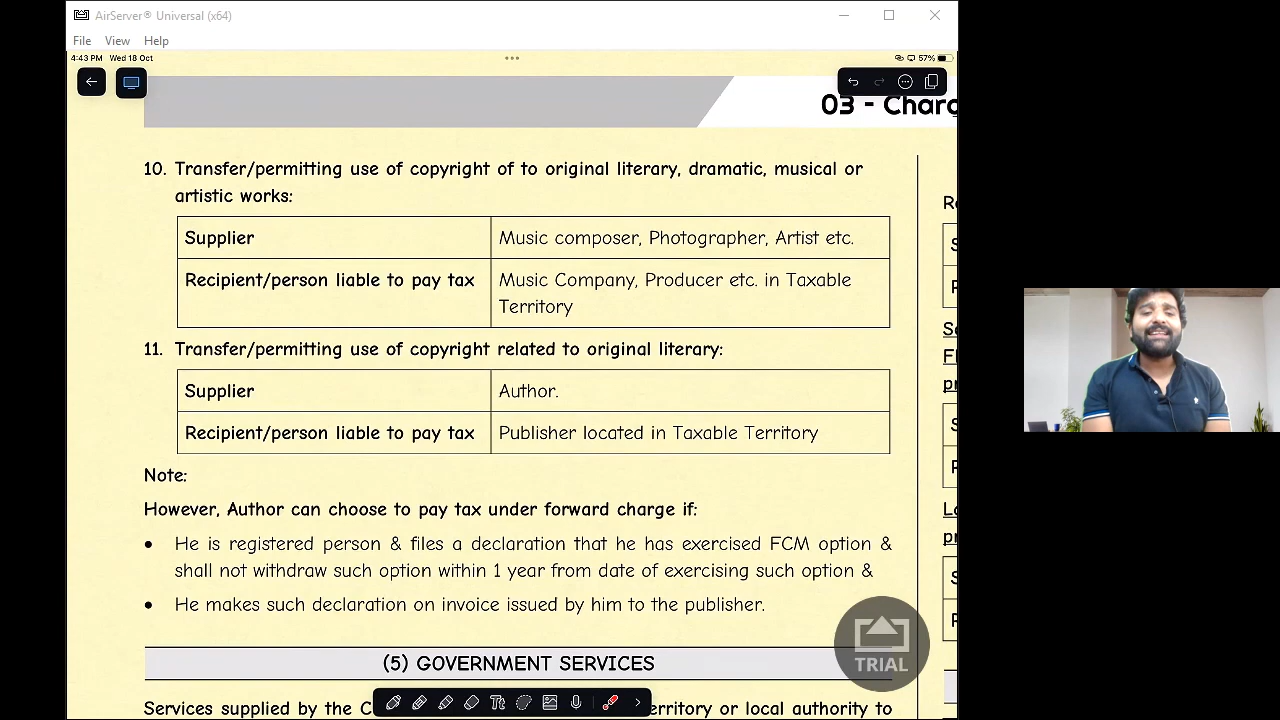 AirServer® Universal (x64)
File View Help
4:43 PM Wed 18 Oct
57%
03 - Char
10. Transfer/permitting use of copyright of to original literary, dramatic, musical or
artistic works:
Supplier
Music composer, Photographer, Artist etc.
Recipient/person liable to pay tax
Music Company, Producer etc. in Taxable
Territory
11. Transfer/permitting use of copyright related to original literary:
Supplier
Author.
Recipient/person liable to pay tax
Publisher located in Taxable Territory
Note:
However, Author can choose to pay tax under forward charge if:
• He is registered person & files a declaration that he has exercised FCM option &
shall not withdraw such option within 1 year from date of exercising such option &
• He makes such declaration on invoice issued by him to the publisher.
TRIAL
(5) GOVERNMENT SERVICES
Services supplied by the C
erritory or local authority to